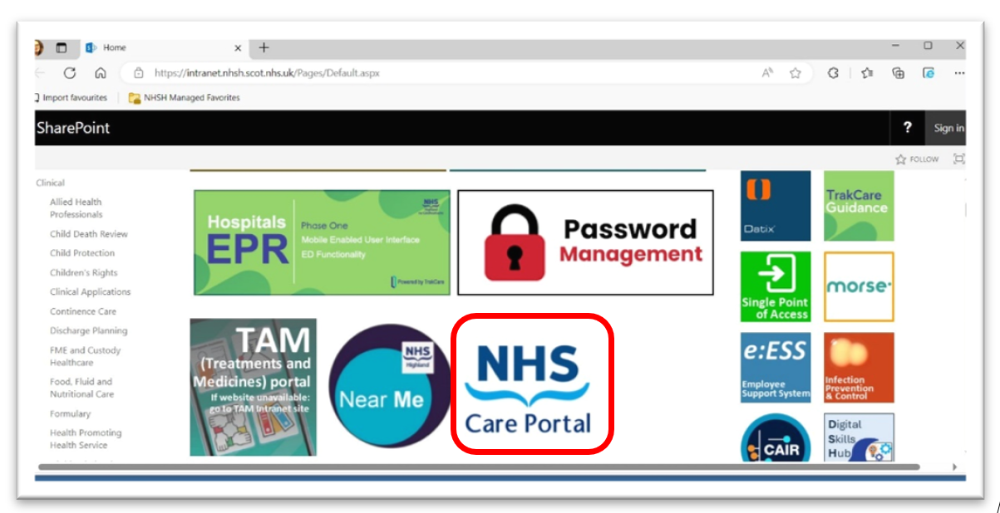 Home
https://intranet.nhsh.scot.nhs.uk/Pages/Default.aspx
Import favourites
NHSH Managed Favorites
SharePoint
? Sign in
FOLLOW
Clinical
Allied Health
Professionals
Child Death Review
Child Protection
Children's Rights
Clinical Applications
Continence Care
Discharge Planning
FME and Custody
Healthcare
Food, Fluid and
Nutritional Care
Formulary
Health Promoting
Health Service
Hospitals
EPR
Phase One
Mobile Enabled User Interface
ED Functionality
NHS
Powered by TrakCare
Password
Management
TAM
(Treatments and
Medicines) portal
If website unavailable:
go to TAM Intranet site
NHS
Highland
Near Me
NHS
Care Portal
Datix
TrakCare
Guidance
Single Point
of Access
morse
e:ESS
Employee
Support System
Infection
Prevention
& Control
CAIR
Digital
Skills
Hub